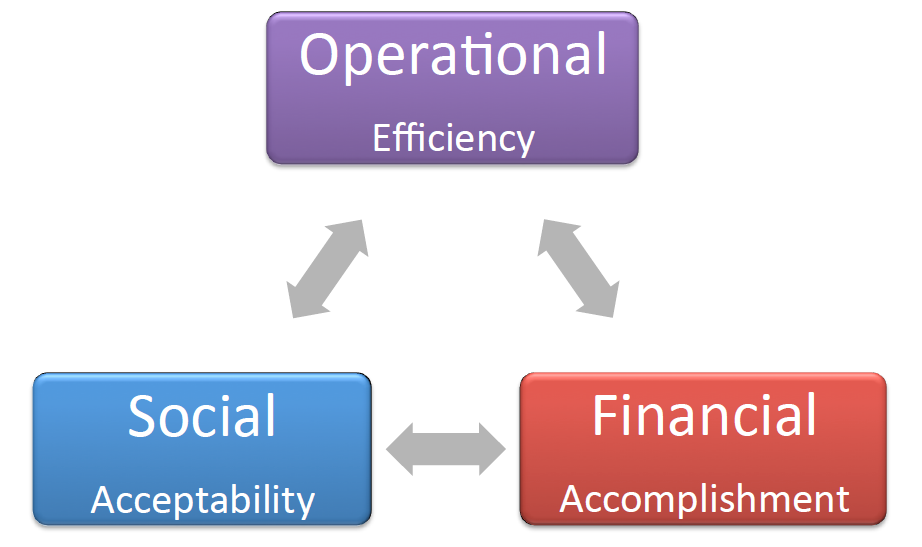 Operational
Efficiency
Social
Acceptability
Financial
Accomplishment